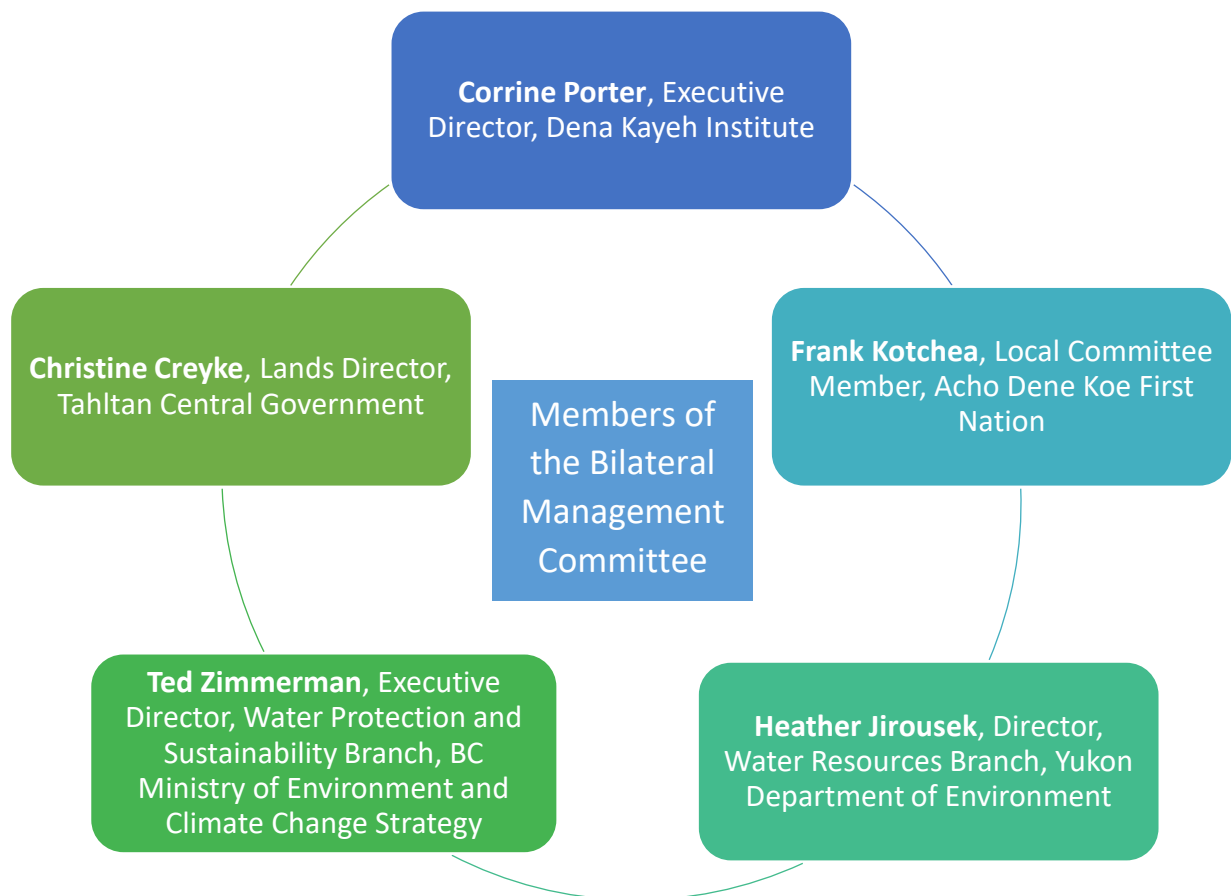 Corrine Porter, Executive
Director, Dena Kayeh Institute
Christine Creyke, Lands Director,
Tahltan Central Government
Frank Kotchea, Local Committee
Member, Acho Dene Koe First
Nation
Members of
the Bilateral
Management
Committee
Ted Zimmerman, Executive
Director, Water Protection and
Sustainability Branch, BC
Ministry of Environment and
Climate Change Strategy
Heather Jirousek, Director,
Water Resources Branch, Yukon
Department of Environment